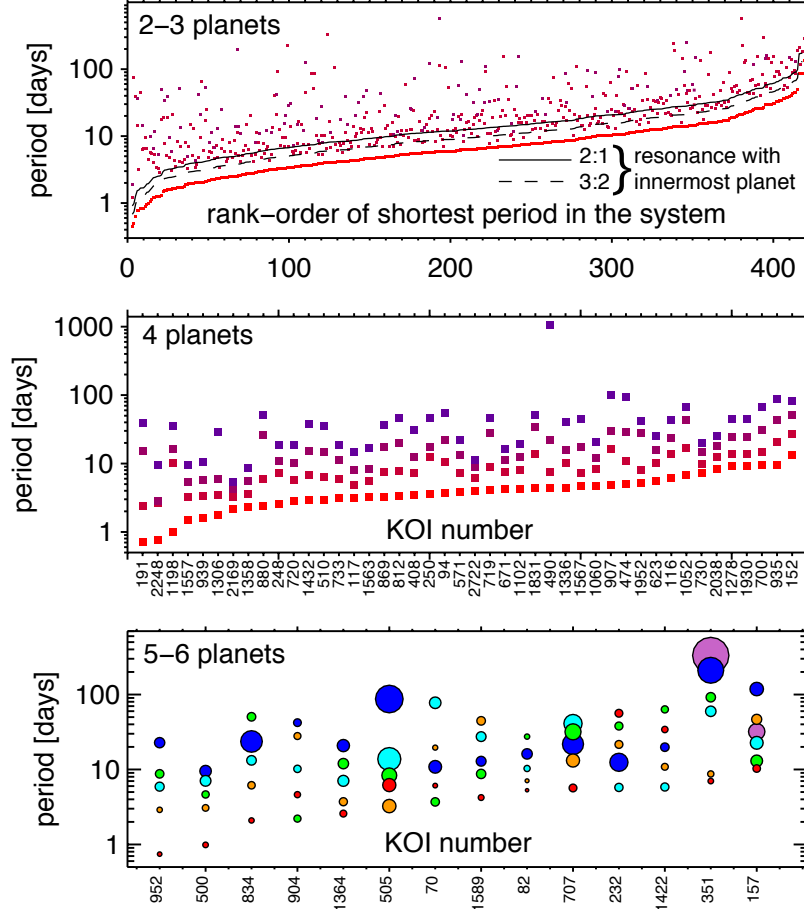 2−3 planets
100
10
1
period [days]
2:1
3:2
}
resonance with
innermost planet
rank−order of shortest period in the system
0 100 200 300 400
4 planets
1000
100
10
1
period [days]
KOI number
191 2248 1198 1557 939 1306 2169 1358 880 248 720 1432 510 733 117 1563 869 812 408 250 94 571 2722 719 671 1102 1831 490 1336 1567 1060 907 474 1952 623 116 1052 730 2038 1278 1930 700 935 152
5−6 planets
100
10
1
period [days]
KOI number
952 500 834 904 1364 505 70 1589 82 707 232 1422 351 157